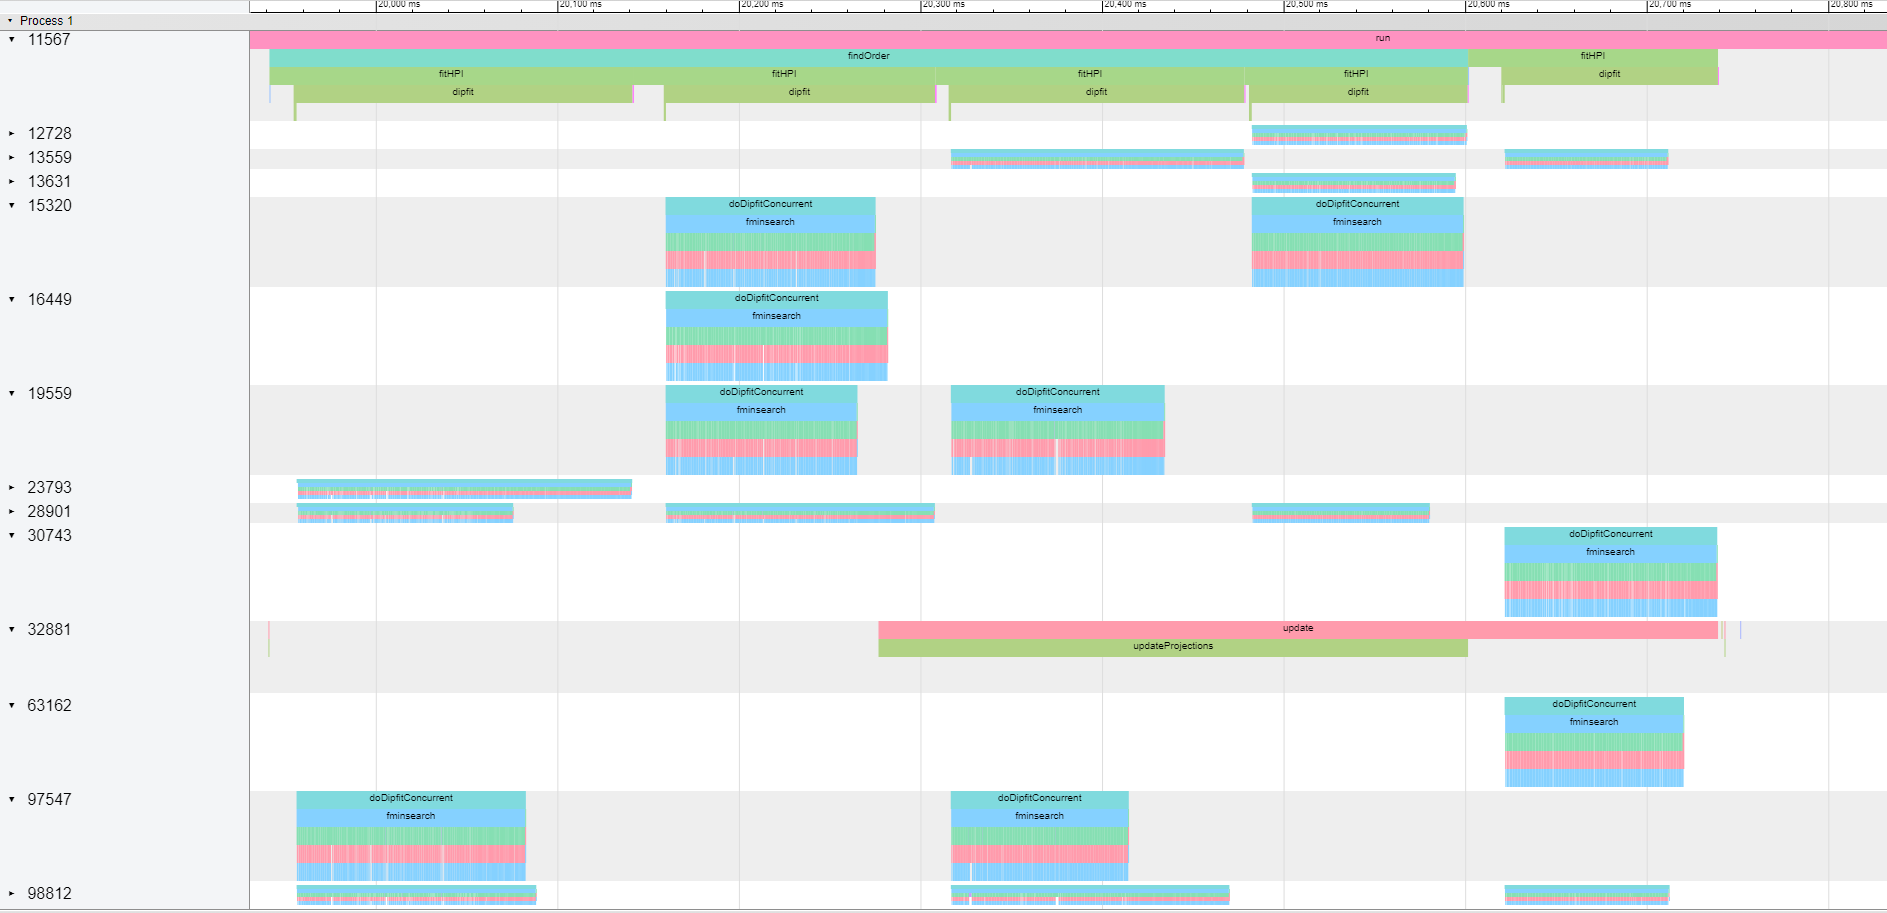 20,000 ms 20,100 ms 20,200 ms 20,300 ms 20,400 ms 20,500 ms 20,600 ms 20,700 ms 20,800 ms
Process 1
11567 run
findOrder fitHPI
fitHPI fitHPI fitHPI fitHPI dipfit
dipfit dipfit dipfit dipfit
12728
13559
13631
15320 doDipfitConcurrent doDipfitConcurrent
fminsearch fminsearch
16449 doDipfitConcurrent
fminsearch
19559 doDipfitConcurrent doDipfitConcurrent
fminsearch fminsearch
23793
28901
30743 doDipfitConcurrent
fminsearch
32881 update
updateProjections
63162 doDipfitConcurrent
fminsearch
97547 doDipfitConcurrent doDipfitConcurrent
fminsearch fminsearch
98812